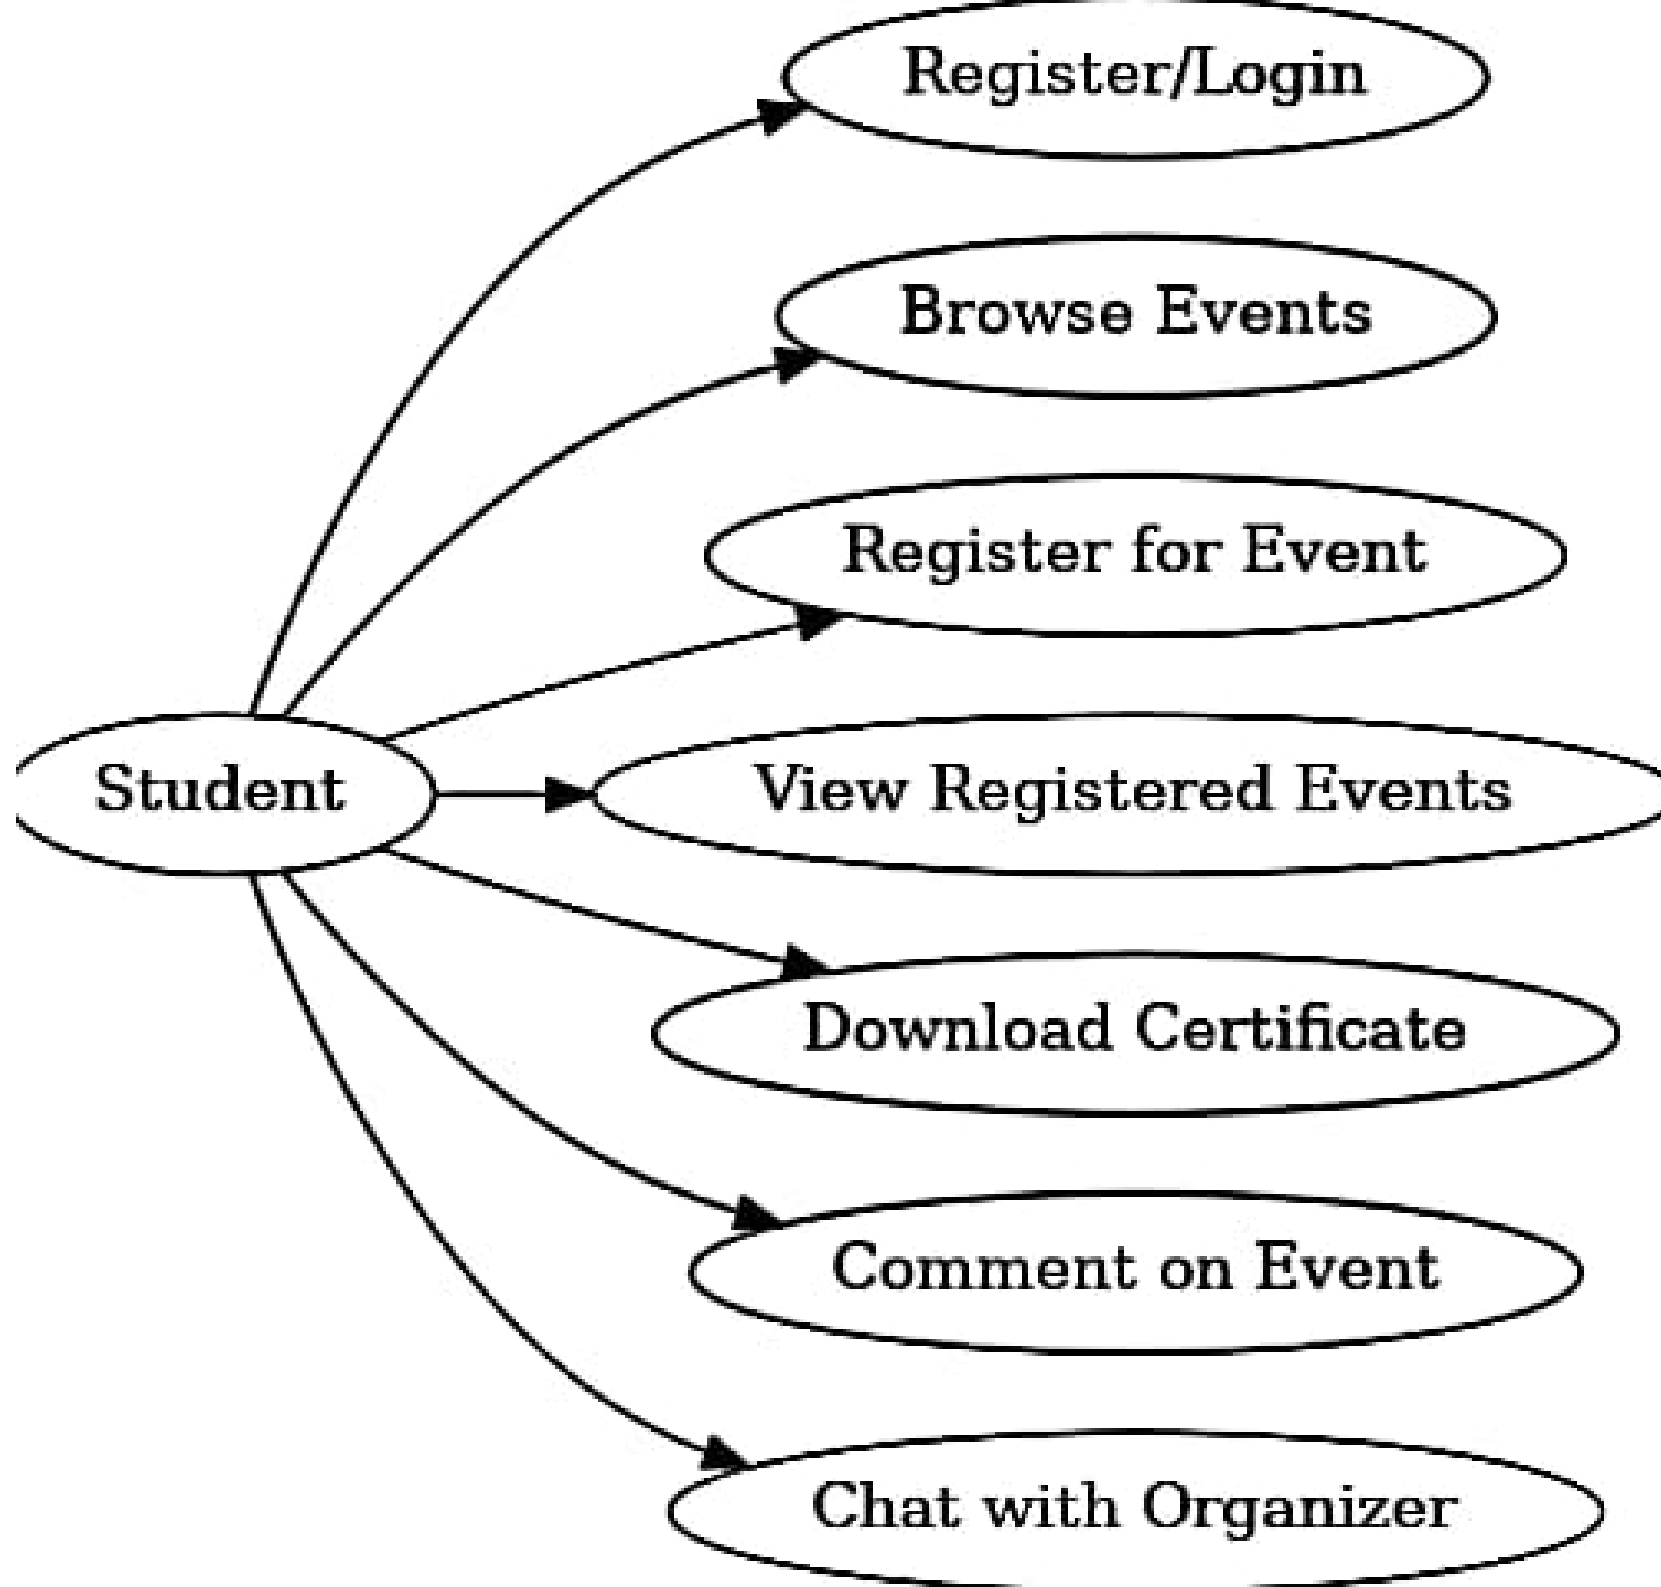 Register/Login
Browse Events
Register for Event
Student
View Registered Events
Download Certificate
Comment on Event
Chat with Organizer